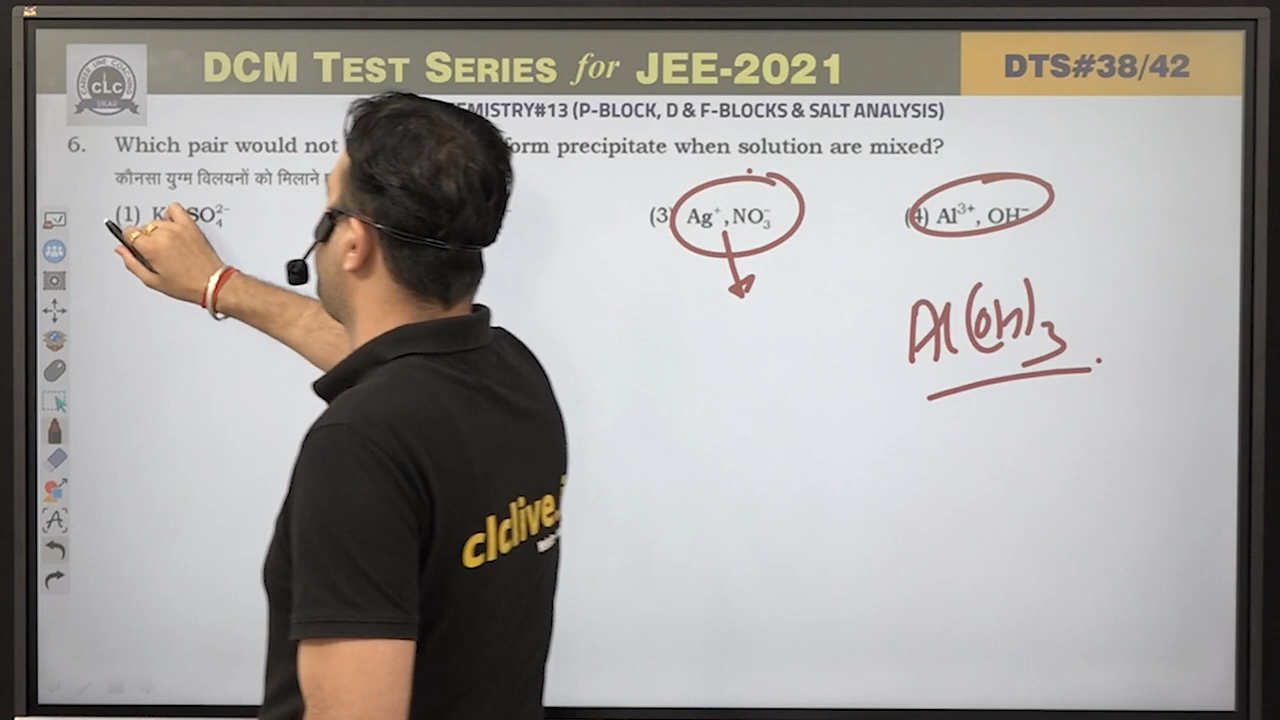 DCM TEST SERIES for JEE-2021
DTS#38/42
CLC
EMISTRY#13 (P-BLOCK, D & F-BLOCKS & SALT ANALYSIS)
6. Which pair would not orm precipitate when solution are mixed?
कौनसा युग्म विलयनों को मिलाने
(1) K SO₄²⁻
(3) Ag⁺, NO₃⁻
(4) Al³⁺, OH⁻
Al(OH)₃
clclive.